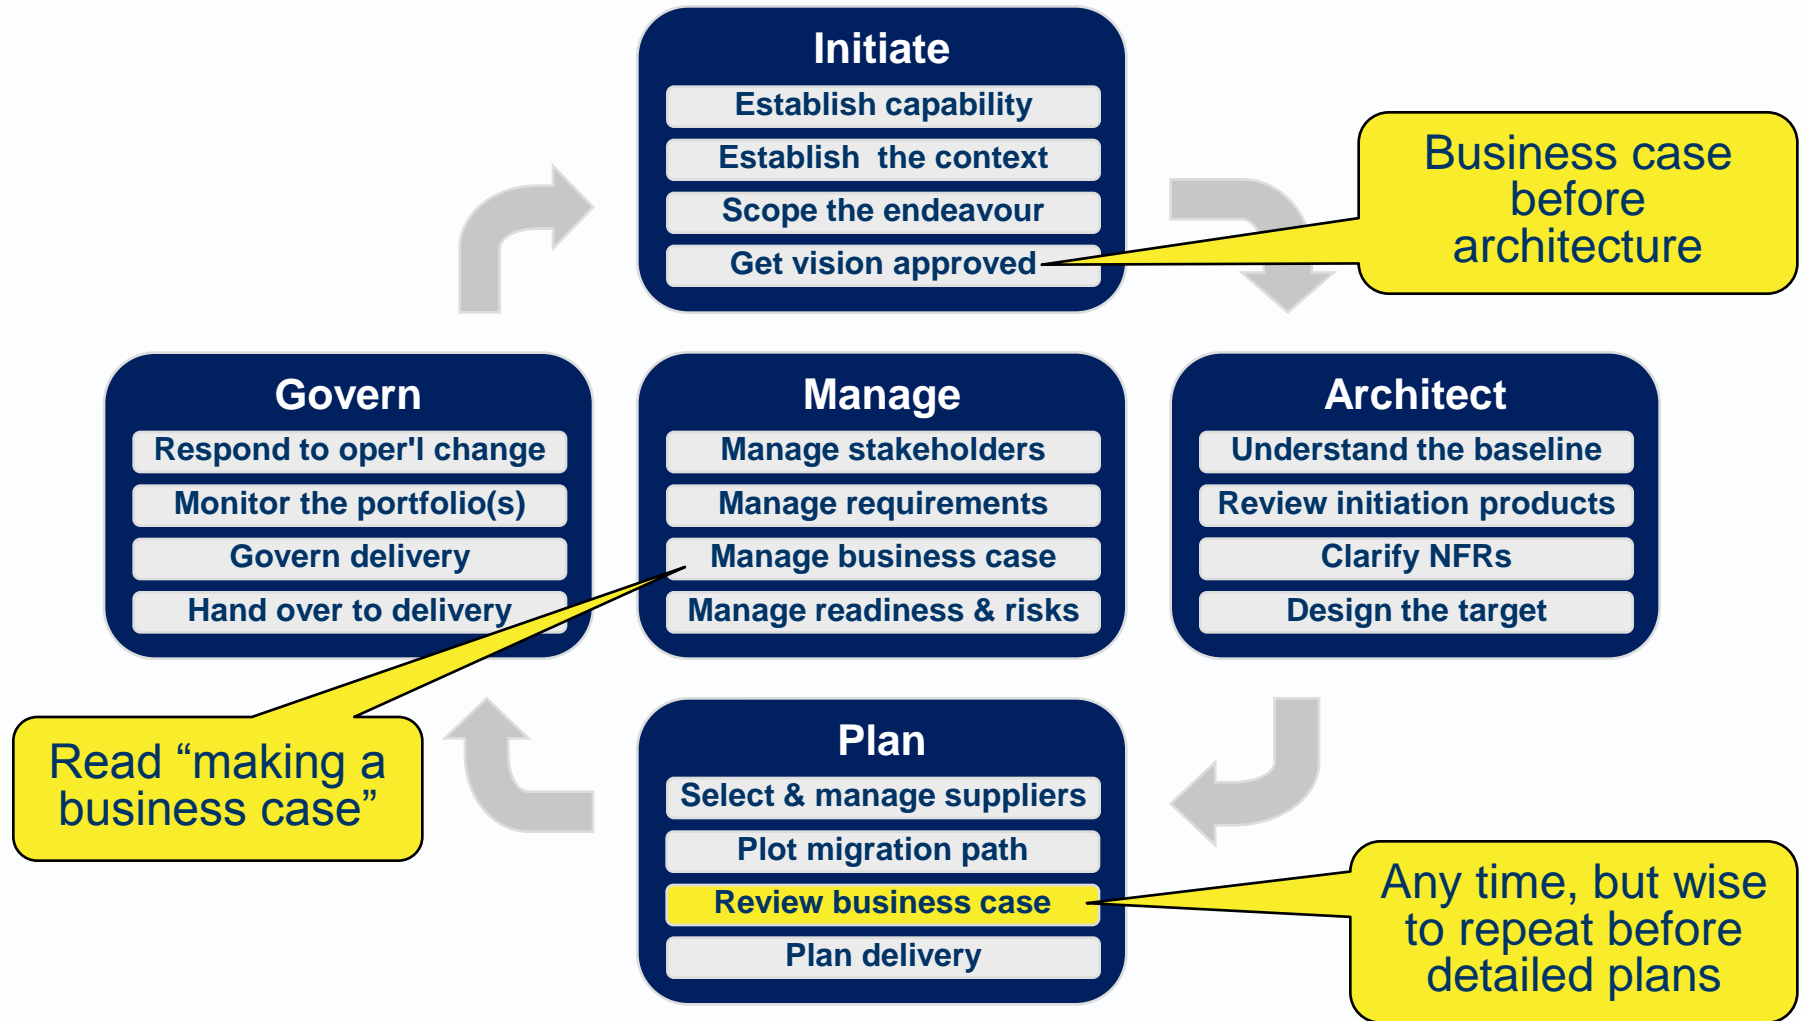 Initiate
Establish capability
Establish the context
Scope the endeavour
Get vision approved
Business case
before
architecture
Govern
Respond to oper'l change
Monitor the portfolio(s)
Govern delivery
Hand over to delivery
Manage
Manage stakeholders
Manage requirements
Manage business case
Manage readiness & risks
Architect
Understand the baseline
Review initiation products
Clarify NFRs
Design the target
Read “making a
business case”
Plan
Select & manage suppliers
Plot migration path
Review business case
Plan delivery
Any time, but wise
to repeat before
detailed plans